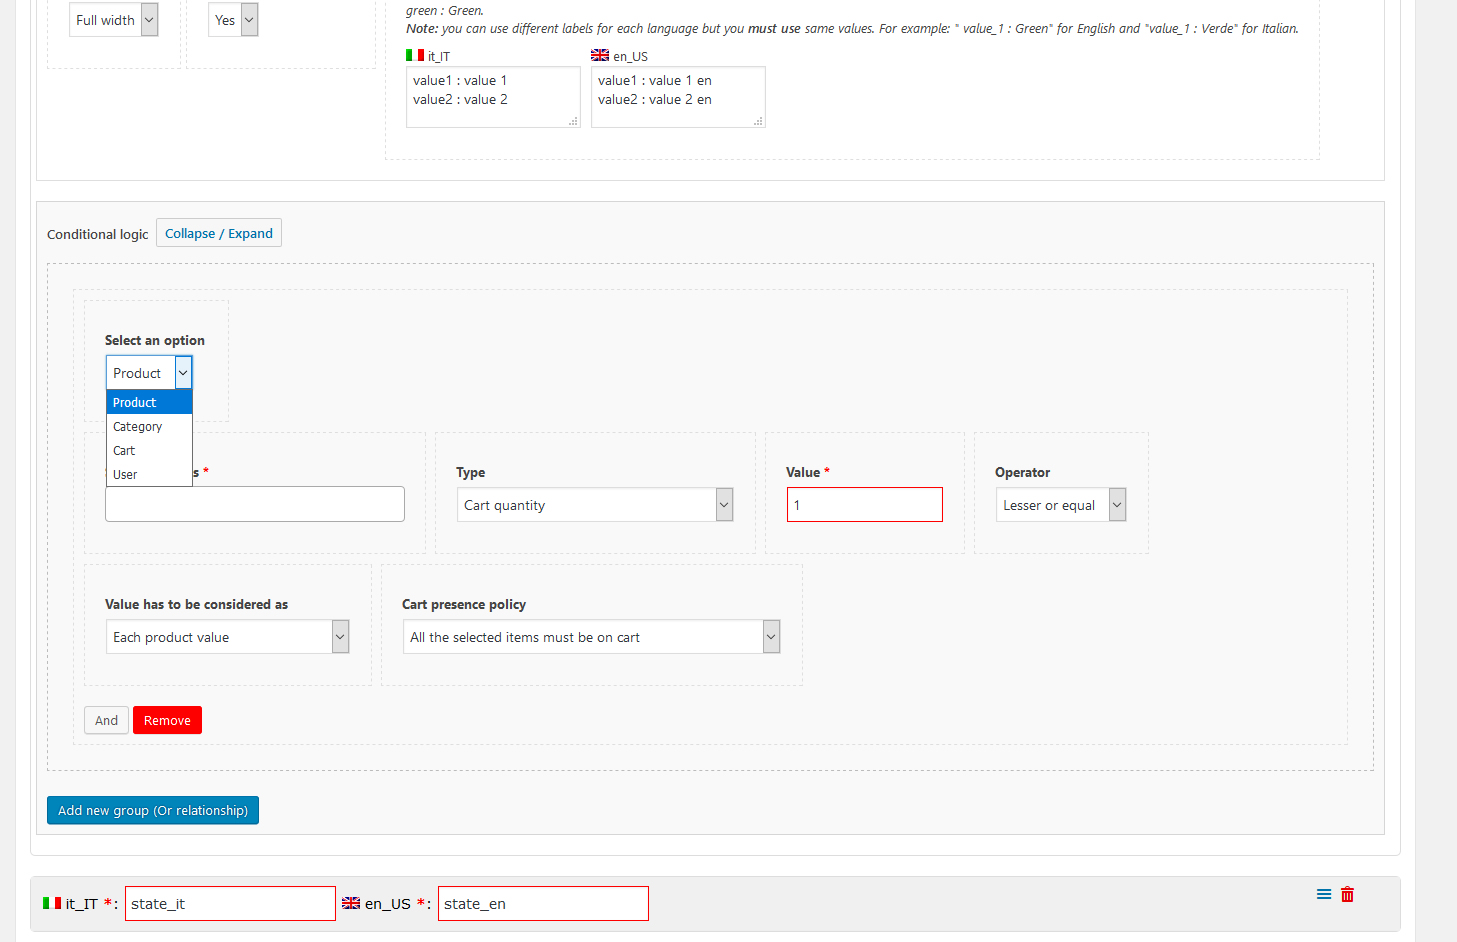 Full width
Yes
green : Green.
Note: you can use different labels for each language but you must use same values. For example: " value_1 : Green" for English and "value_1 : Verde" for Italian.
it_IT
en_US
value1 : value 1
value2 : value 2
value1 : value 1 en
value2 : value 2 en
Conditional logic
Collapse / Expand
Select an option
Product
Product
Category
Cart
User
s *
Type
Value *
Operator
Cart quantity
1
Lesser or equal
Value has to be considered as
Cart presence policy
Each product value
All the selected items must be on cart
And
Remove
Add new group (Or relationship)
it_IT *: state_it en_US *: state_en